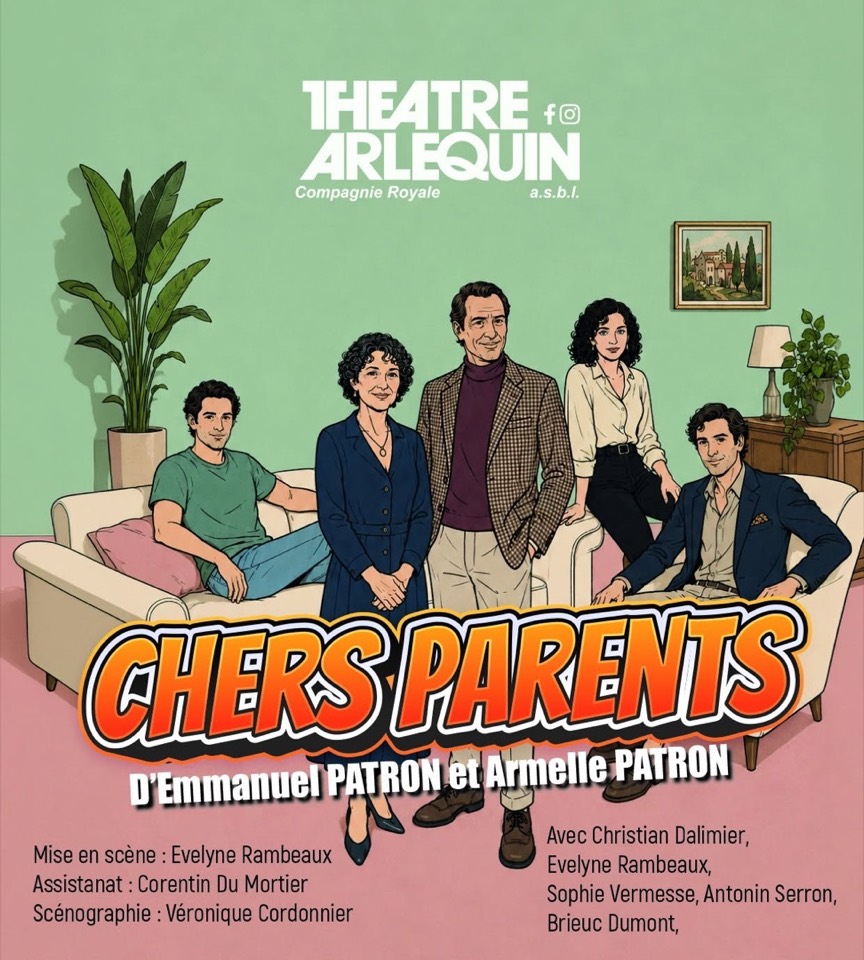 THEATRE
ARLEQUIN
Compagnie Royale a.s.b.l.
CHERS PARENTS
D'Emmanuel PATRON et Armelle PATRON
Mise en scène : Evelyne Rambeaux
Assistanat : Corentin Du Mortier
Scénographie : Véronique Cordonnier
Avec Christian Dalimier,
Evelyne Rambeaux,
Sophie Vermesse, Antonin Serron,
Brieuc Dumont,